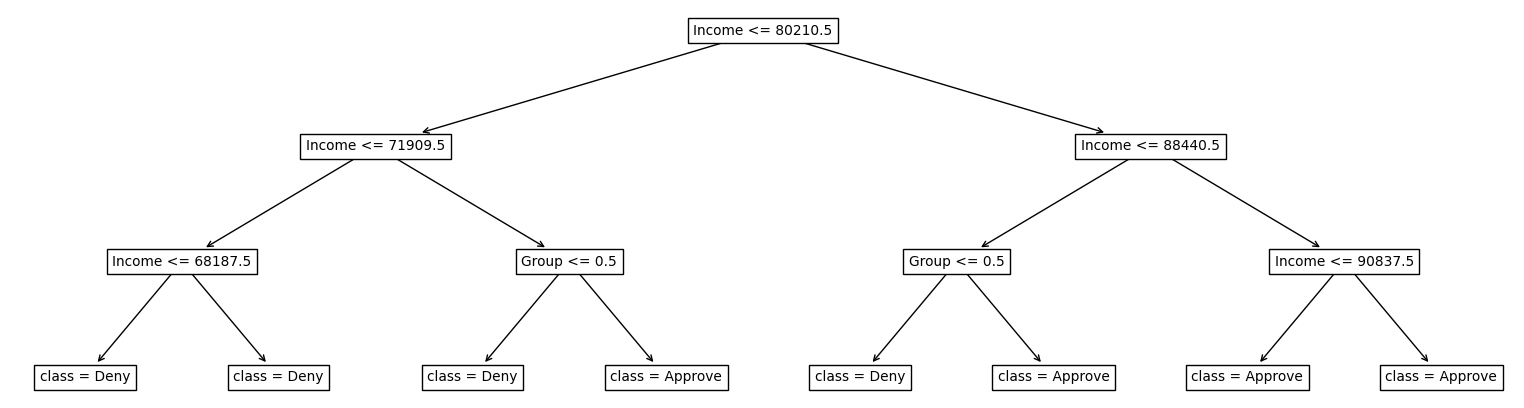 Income <= 80210.5
Income <= 71909.5
Income <= 88440.5
Income <= 68187.5
Group <= 0.5
Group <= 0.5
Income <= 90837.5
class = Deny
class = Deny
class = Deny
class = Approve
class = Deny
class = Approve
class = Approve
class = Approve